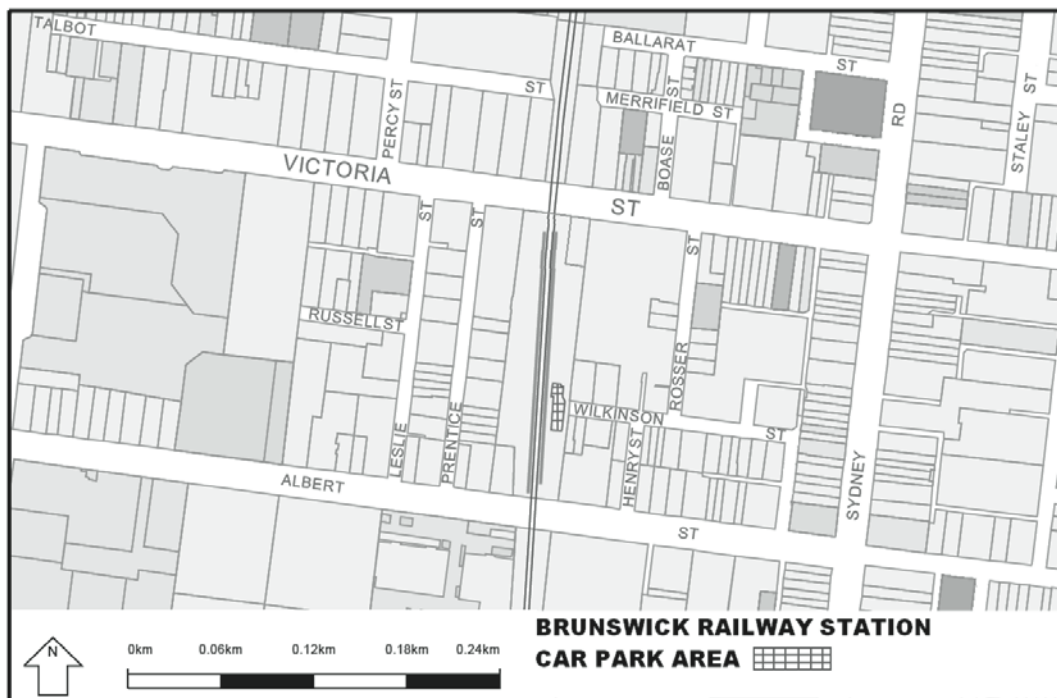 TALBOT
ST
BALLARAT
ST
PERCY ST
MERRIFIELD ST
BOASE ST
RD
STALEY ST
VICTORIA
ST
ST
ST
ST
RUSSELL ST
ROSSER
WILKINSON
ST
LESLIE
PRENTICE
HENRY ST
SYDNEY
ALBERT
ST
N
0km 0.06km 0.12km 0.18km 0.24km
BRUNSWICK RAILWAY STATION
CAR PARK AREA